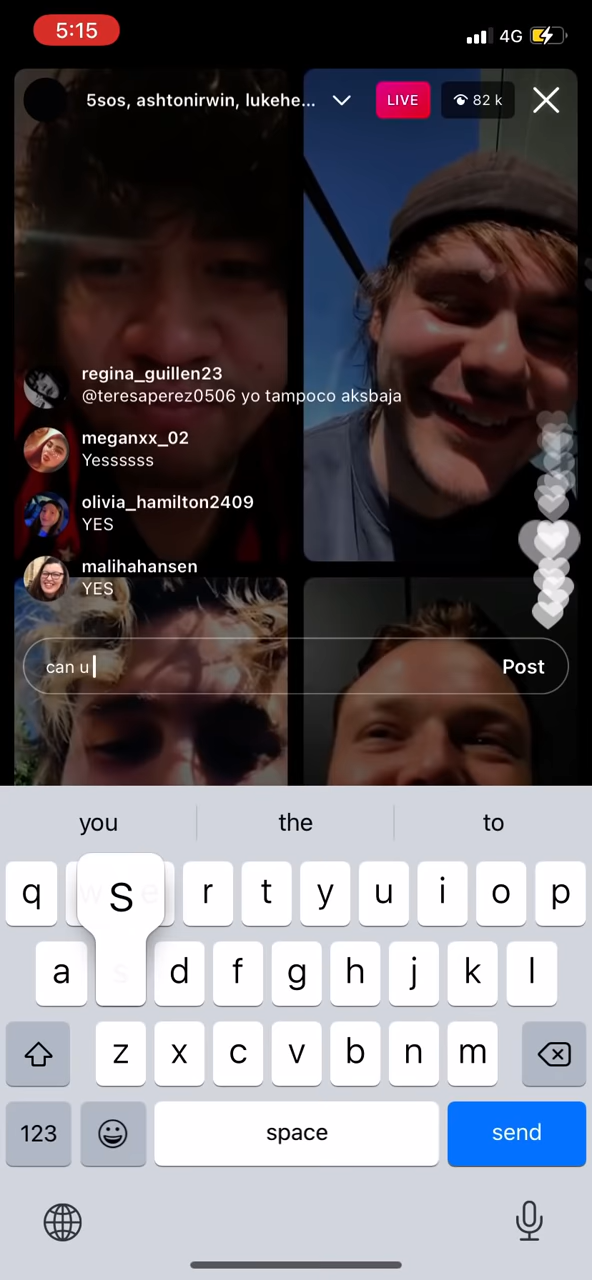 5:15
4G
5sos, ashtonirwin, lukehe...
LIVE
82 k
regina_guillen23
@teresaperez0506 yo tampoco aksbaja
meganxx_02
Yessssss
olivia_hamilton2409
YES
malihahansen
YES
can u
Post
you the to
q w S e r t y u i o p
a s d f g h j k l
z x c v b n m
123 space send